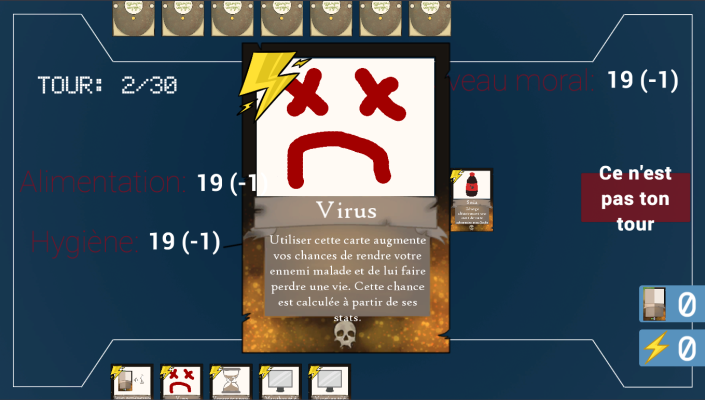 TOUR: 2/30
veau moral: 19 (-1)
Alimentation: 19 (-1
Hygiène: 19 (-1)
Ce n'est
pas ton
tour
Virus
Utiliser cette carte augmente
vos chances de rendre votre
ennemi malade et de lui faire
perdre une vie. Cette chance
est calculée à partir de ses
stats.
0
0